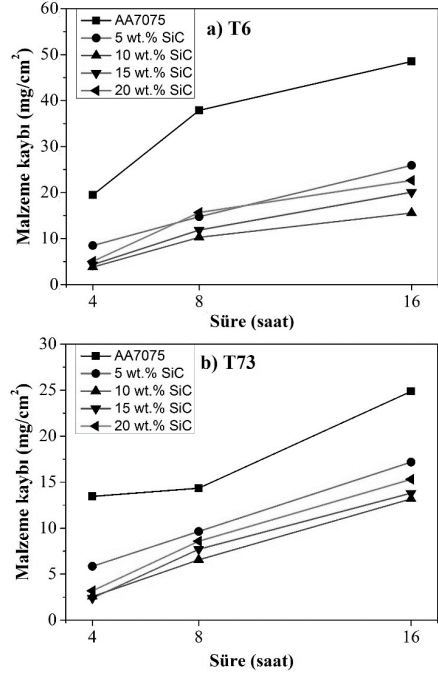 a) T6
AA7075
5 wt.% SiC
10 wt.% SiC
15 wt.% SiC
20 wt.% SiC
Malzeme kaybı (mg/cm²)
60
50
40
30
20
10
0
4 8 16
Süre (saat)
b) T73
AA7075
5 wt.% SiC
10 wt.% SiC
15 wt.% SiC
20 wt.% SiC
Malzeme kaybı (mg/cm²)
30
25
20
15
10
5
0
4 8 16
Süre (saat)